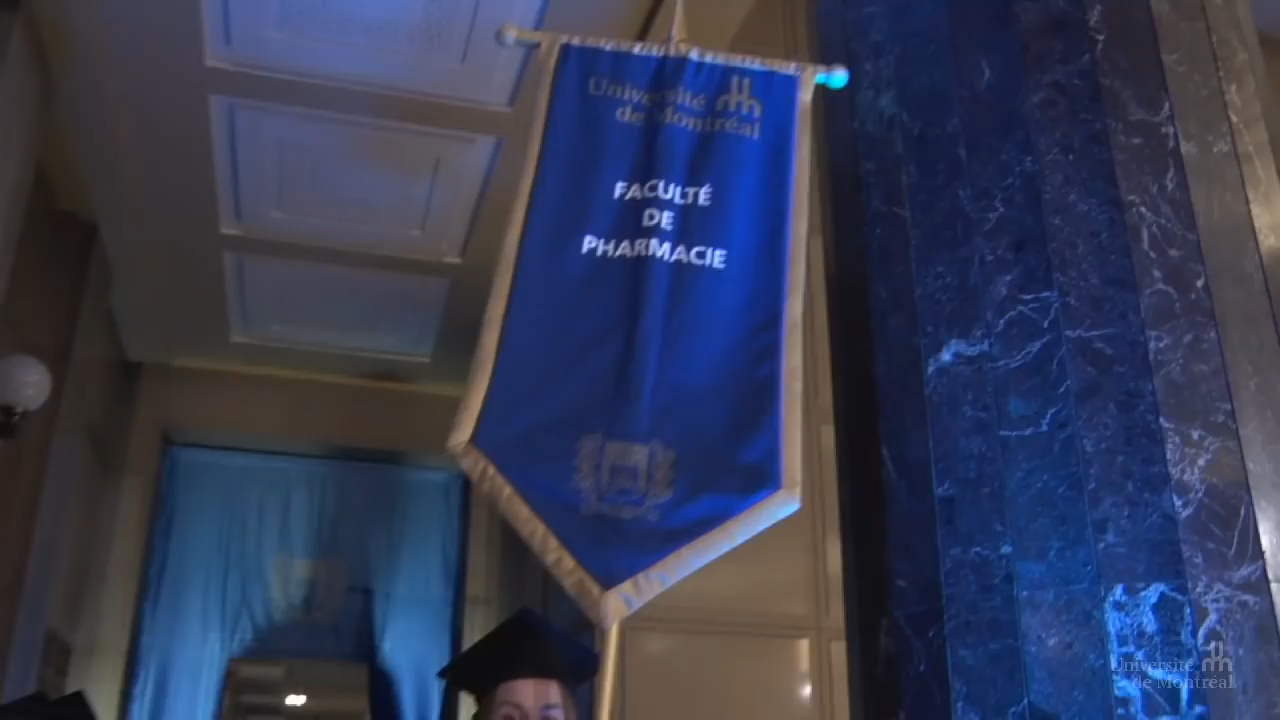 Université
de Montréal
FACULTÉ
DE
PHARMACIE
Université
de Montréal